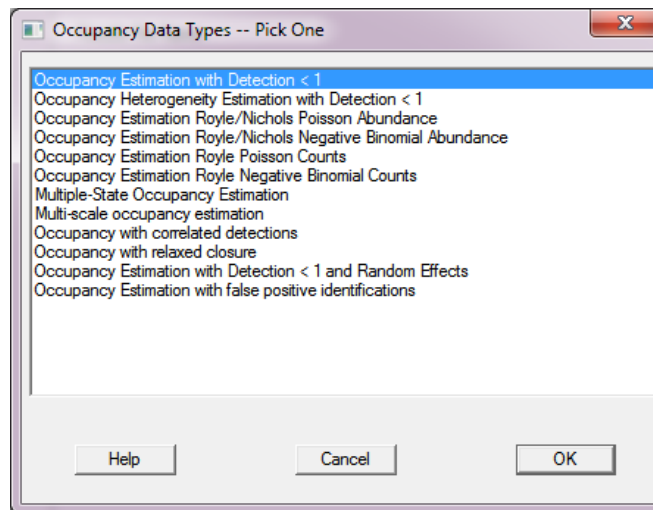 Occupancy Data Types -- Pick One
Occupancy Estimation with Detection < 1
Occupancy Heterogeneity Estimation with Detection < 1
Occupancy Estimation Royle/Nichols Poisson Abundance
Occupancy Estimation Royle/Nichols Negative Binomial Abundance
Occupancy Estimation Royle Poisson Counts
Occupancy Estimation Royle Negative Binomial Counts
Multiple-State Occupancy Estimation
Multi-scale occupancy estimation
Occupancy with correlated detections
Occupancy with relaxed closure
Occupancy Estimation with Detection < 1 and Random Effects
Occupancy Estimation with false positive identifications
Help Cancel OK